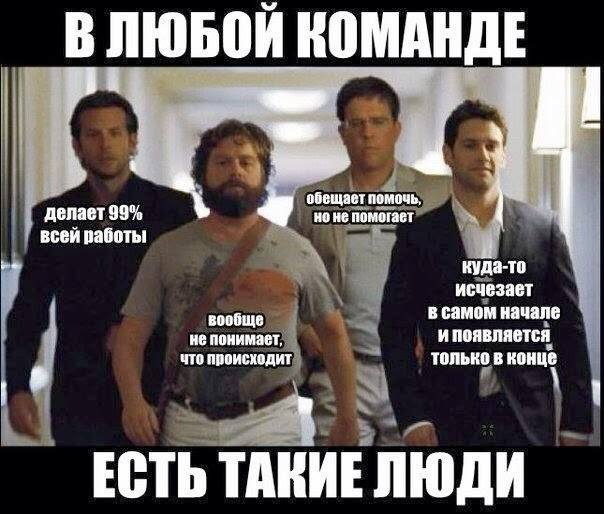 В ЛЮБОЙ КОМАНДЕ
делает 99%
всей работы
вообще
не понимает,
что происходит
обещает помочь,
но не помогает
куда-то
исчезает
в самом начале
и появляется
только в конце
ЕСТЬ ТАКИЕ ЛЮДИ